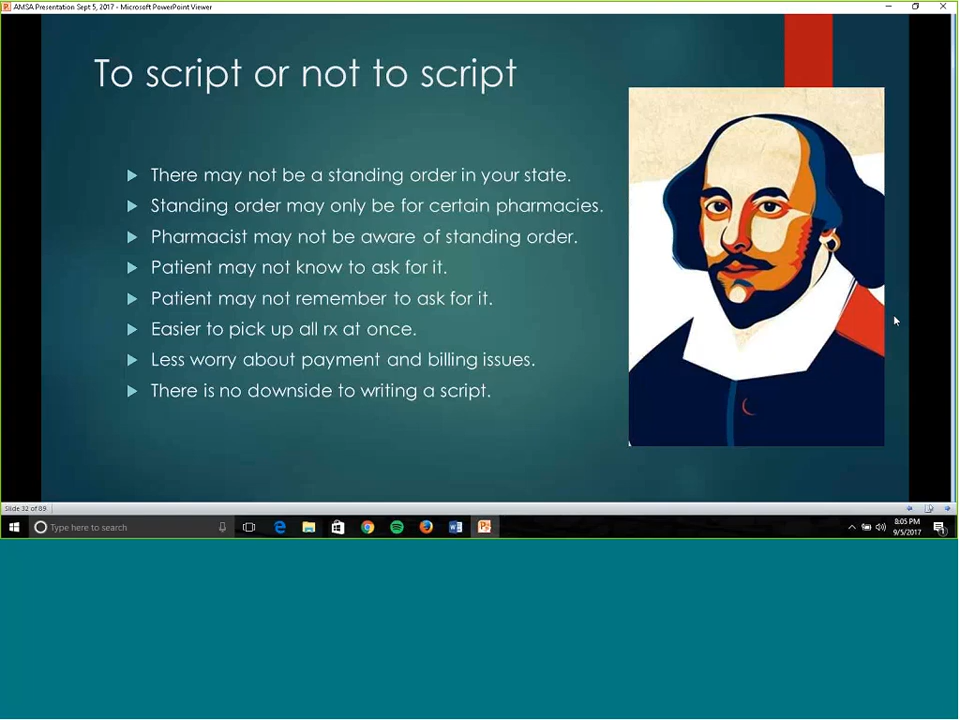 AMSA Presentation Sept 5, 2017 - Microsoft PowerPoint Viewer
To script or not to script
There may not be a standing order in your state.
Standing order may only be for certain pharmacies.
Pharmacist may not be aware of standing order.
Patient may not know to ask for it.
Patient may not remember to ask for it.
Easier to pick up all rx at once.
Less worry about payment and billing issues.
There is no downside to writing a script.
Slide 32 of 89
Type here to search
8:05 PM
9/5/2017